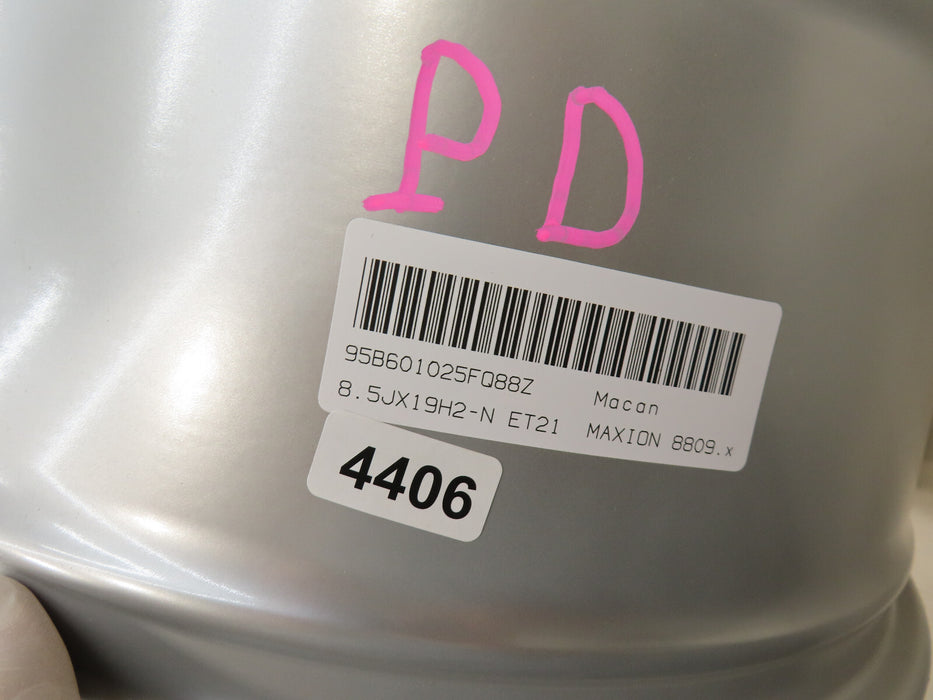 PD
95B601025FQ88Z Macan
8.5JX19H2-N ET21 MAXION 8809.x
4406